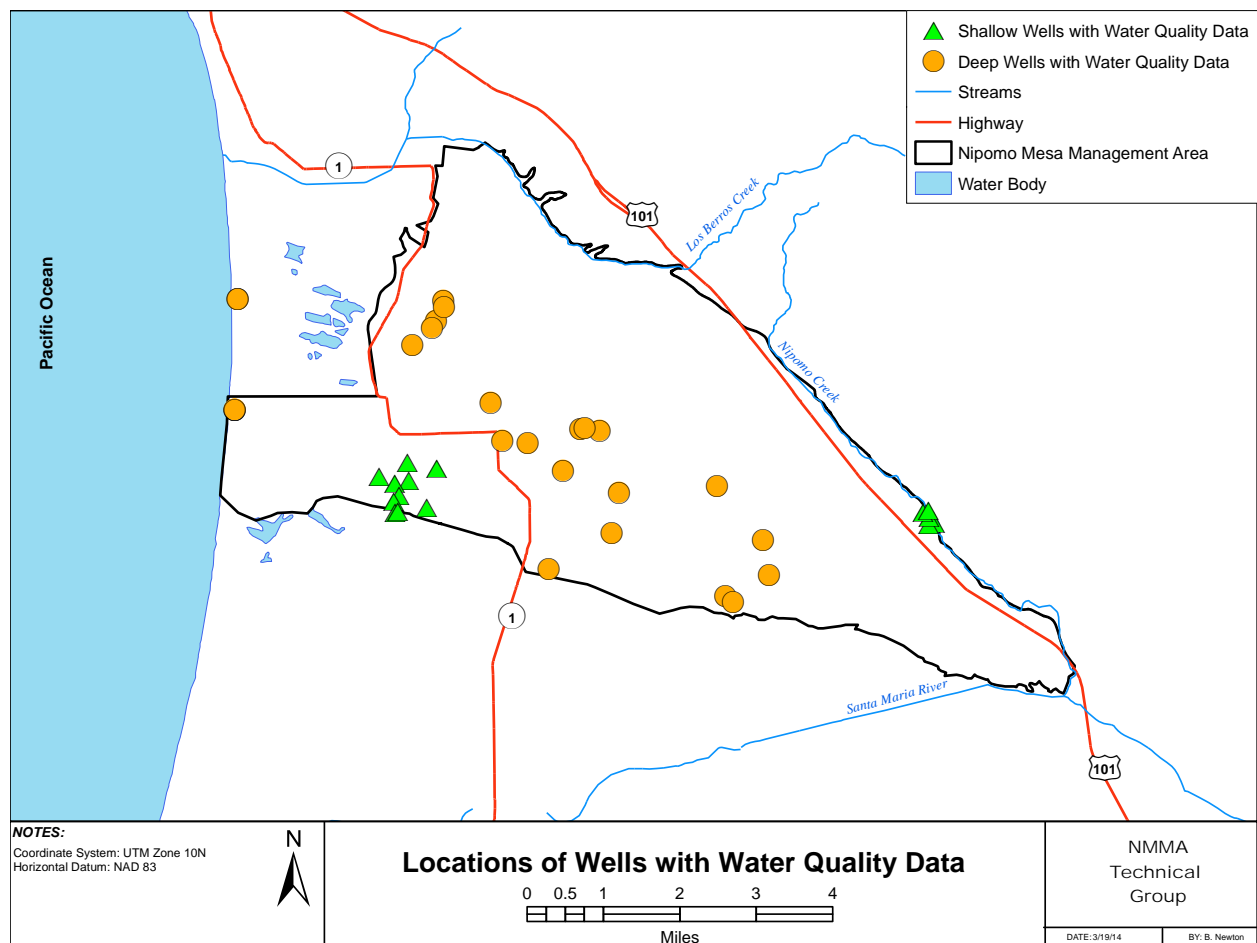 Shallow Wells with Water Quality Data
Deep Wells with Water Quality Data
Streams
Highway
Nipomo Mesa Management Area
Water Body
1
101
Los Berros Creek
Pacific Ocean
Nipomo Creek
1
Santa Maria River
101
NOTES:
Coordinate System: UTM Zone 10N
Horizontal Datum: NAD 83
N
Locations of Wells with Water Quality Data
0 0.5 1 2 3 4
Miles
NMMA
Technical
Group
DATE:3/19/14 BY: B. Newton